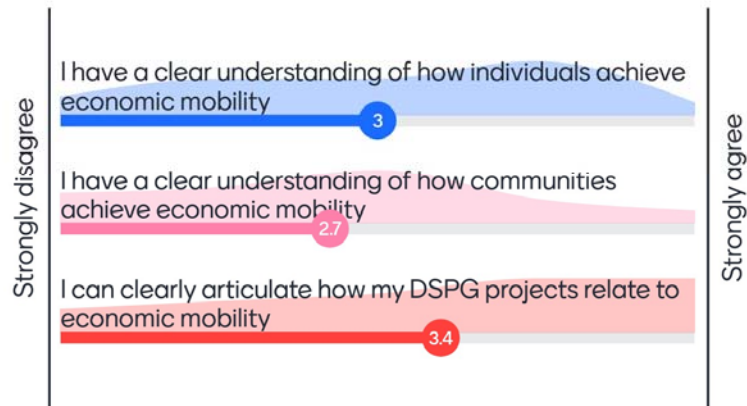 Strongly disagree
I have a clear understanding of how individuals achieve
economic mobility
3
I have a clear understanding of how communities
achieve economic mobility
2.7
I can clearly articulate how my DSPG projects relate to
economic mobility
3.4
Strongly agree